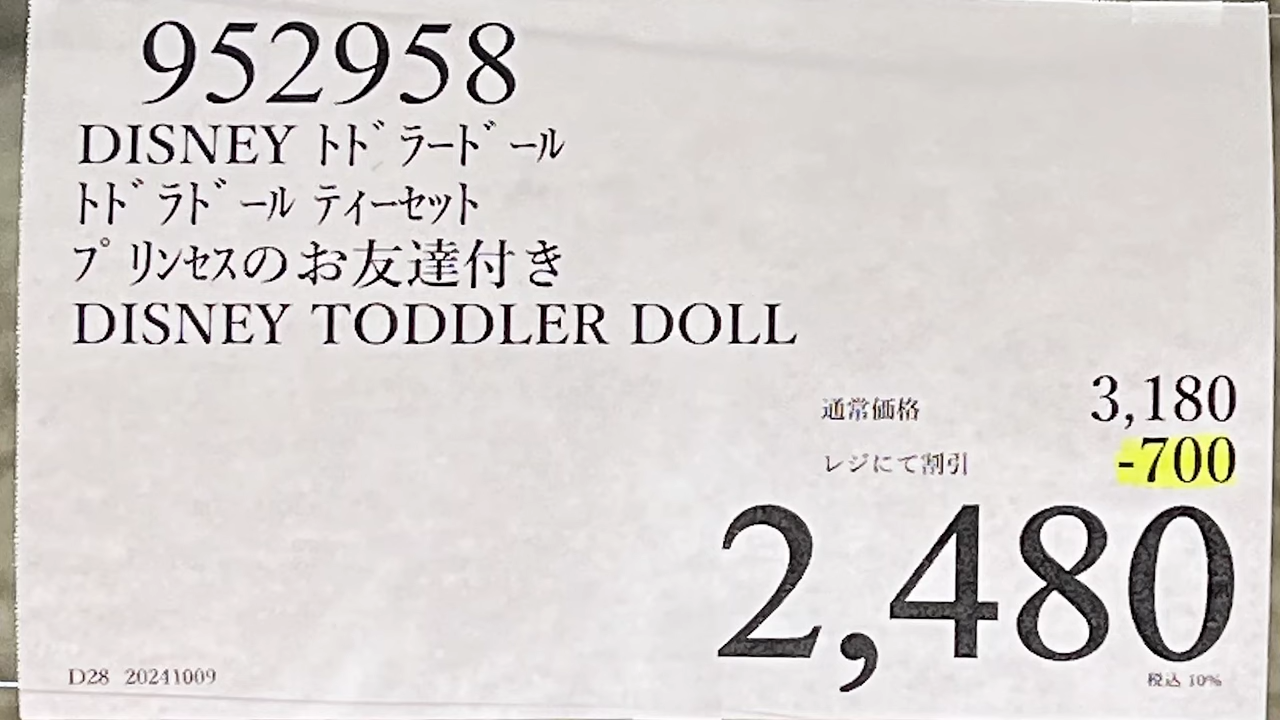 952958
DISNEY ﾄﾄﾞﾗｰﾄﾞｰﾙ
ﾄﾄﾞﾗﾄﾞｰﾙ ﾃｨｰｾｯﾄ
ﾌﾟﾘﾝｾｽのお友達付き
DISNEY TODDLER DOLL
通常価格 3,180
レジにて割引 -700
2,480
D28 20241009 税込 10%